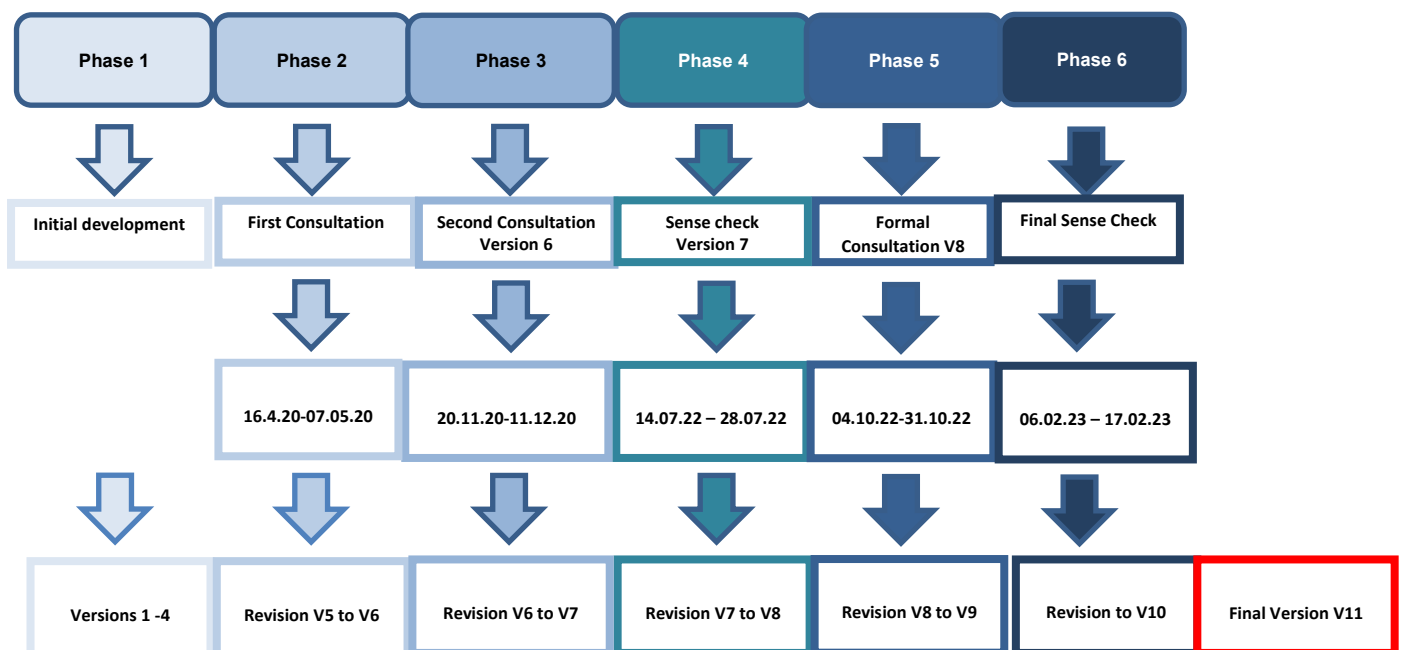 Phase 1
Phase 2
Phase 3
Phase 4
Phase 5
Phase 6
Initial development
First Consultation
Second Consultation
Version 6
Sense check
Version 7
Formal
Consultation V8
Final Sense Check
16.4.20-07.05.20
20.11.20-11.12.20
14.07.22 – 28.07.22
04.10.22-31.10.22
06.02.23 – 17.02.23
Versions 1 -4
Revision V5 to V6
Revision V6 to V7
Revision V7 to V8
Revision V8 to V9
Revision to V10
Final Version V11